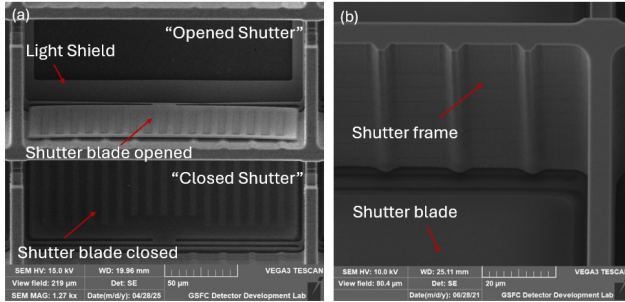 (a)
"Opened Shutter"
Light Shield
Shutter blade opened
"Closed Shutter"
Shutter blade closed
SEM HV: 15.0 kV
WD: 19.96 mm
VEGA3 TESCAN
View field: 219 µm
Det: SE
50 µm
SEM MAG: 1.27 kx
Date(m/d/y): 04/28/25
GSFC Detector Development Lab
(b)
Shutter frame
Shutter blade
SEM HV: 10.0 kV
WD: 25.11 mm
VEGA3 TESCAN
View field: 80.4 µm
Det: SE
20 µm
Date(m/d/y): 06/28/21
GSFC Detector Development Lab